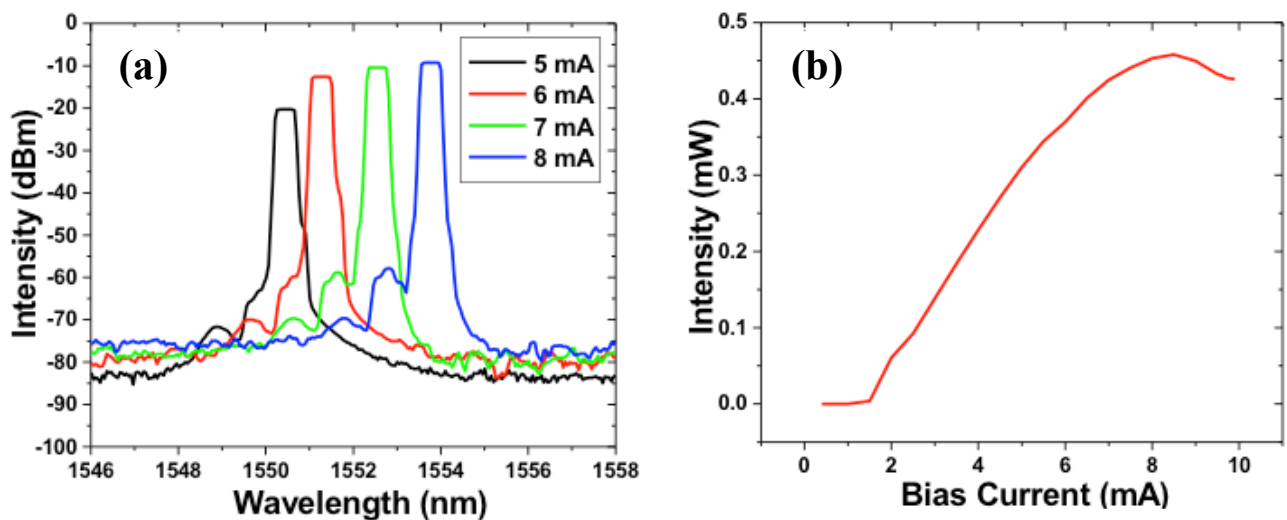 (a)
5 mA
6 mA
7 mA
8 mA
0
-10
-20
-30
-40
-50
-60
-70
-80
-90
-100
Intensity (dBm)
1546 1548 1550 1552 1554 1556 1558
Wavelength (nm)
(b)
0.5
0.4
0.3
0.2
0.1
0.0
Intensity (mW)
0 2 4 6 8 10
Bias Current (mA)